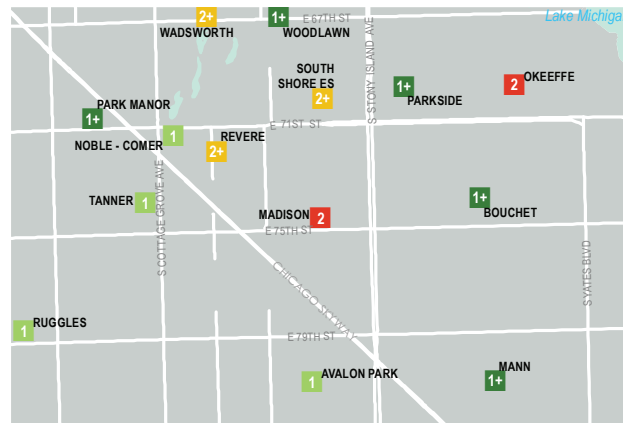 E 67TH ST
Lake Michiga
2+
WADSWORTH
1+
WOODLAWN
S STONY ISLAND AVE
SOUTH
SHORE ES
2+
1+
PARKSIDE
2
OKEEFFE
PARK MANOR
1+
E 71ST ST
NOBLE - COMER
1
REVERE
2+
TANNER
1
MADISON
2
1+
BOUCHET
E 75TH ST
S COTTAGE GROVE AVE
S YATES BLVD
CHICAGO SKYWAY
1
RUGGLES
E 79TH ST
1
AVALON PARK
MANN
1+